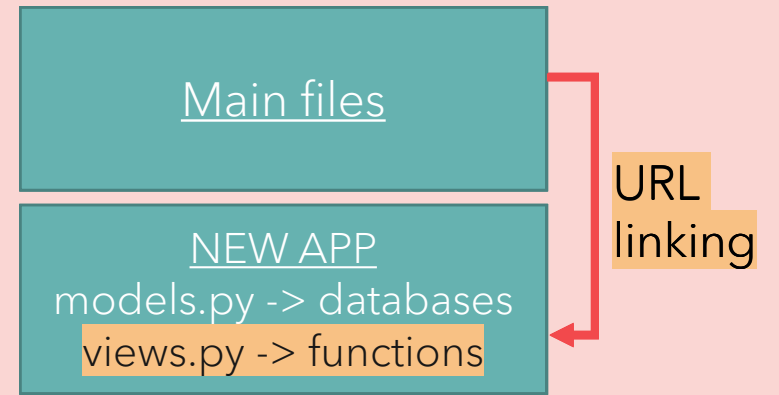 Main files
URL
linking
NEW APP
models.py -> databases
views.py -> functions